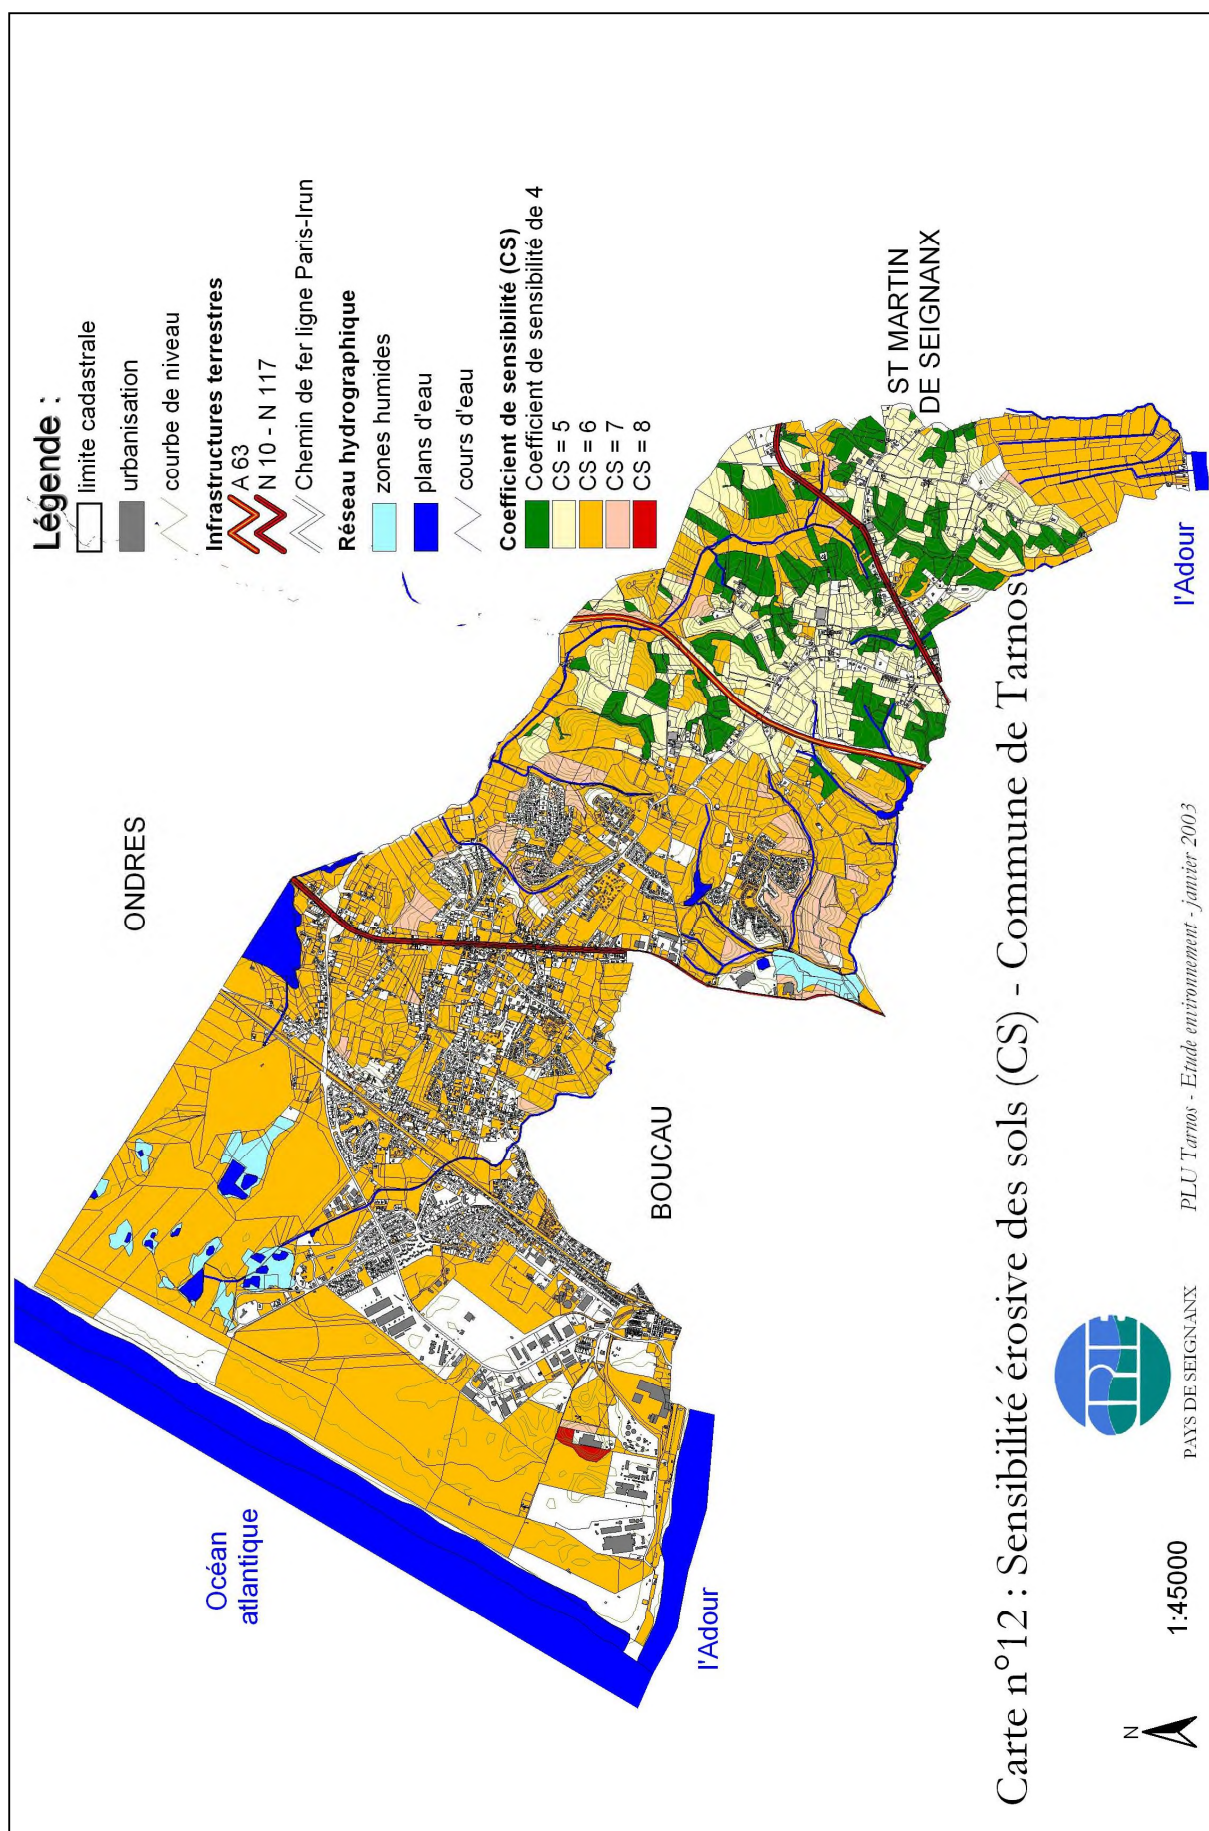 Légende :
limite cadastrale
urbanisation
courbe de niveau
Infrastructures terrestres
A 63
N 10 - N 117
Chemin de fer ligne Paris-Irun
Réseau hydrographique
zones humides
plans d'eau
cours d'eau
Coefficient de sensibilité (CS)
Coefficient de sensibilité de 4
CS = 5
CS = 6
CS = 7
CS = 8
ONDRES
Océan
atlantique
BOUCAU
ST MARTIN
DE SEIGNANX
l'Adour
l'Adour
Carte n°12 : Sensibilité érosive des sols (CS) - Commune de Tarnos
N
1:45000
PAYS DE SEIGNANX
PLU Tarnos - Etude environnement - janvier 2003